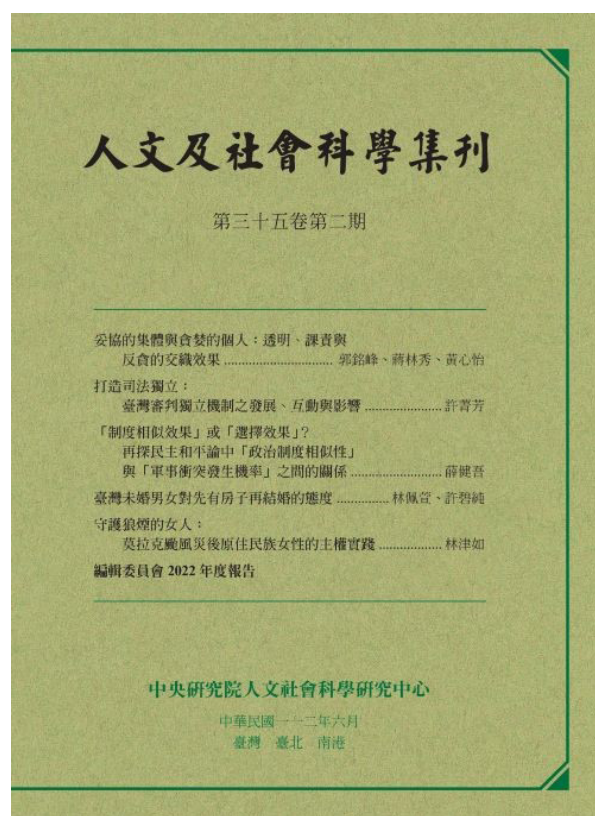 人文及社會科學集刊
第三十五卷第二期
妥協的集體與貪婪的個人：透明、課責與
反貪的交織效果 ............................... 郭銘峰、蔣林秀、黃心怡
打造司法獨立：
臺灣審判獨立機制之發展、互動與影響 ...................... 許菁芳
「制度相似效果」或「選擇效果」？
再探民主和平論中「政治制度相似性」
與「軍事衝突發生機率」之間的關係 ......................... 薛健吾
臺灣未婚男女對先有房子再結婚的態度 ............... 林佩萱、許碧純
守護狼煙的女人：
莫拉克颱風災後原住民族女性的主權實踐 .................. 林津如
編輯委員會 2022 年度報告
中央研究院人文社會科學研究中心
中華民國一一二年六月
臺灣 臺北 南港